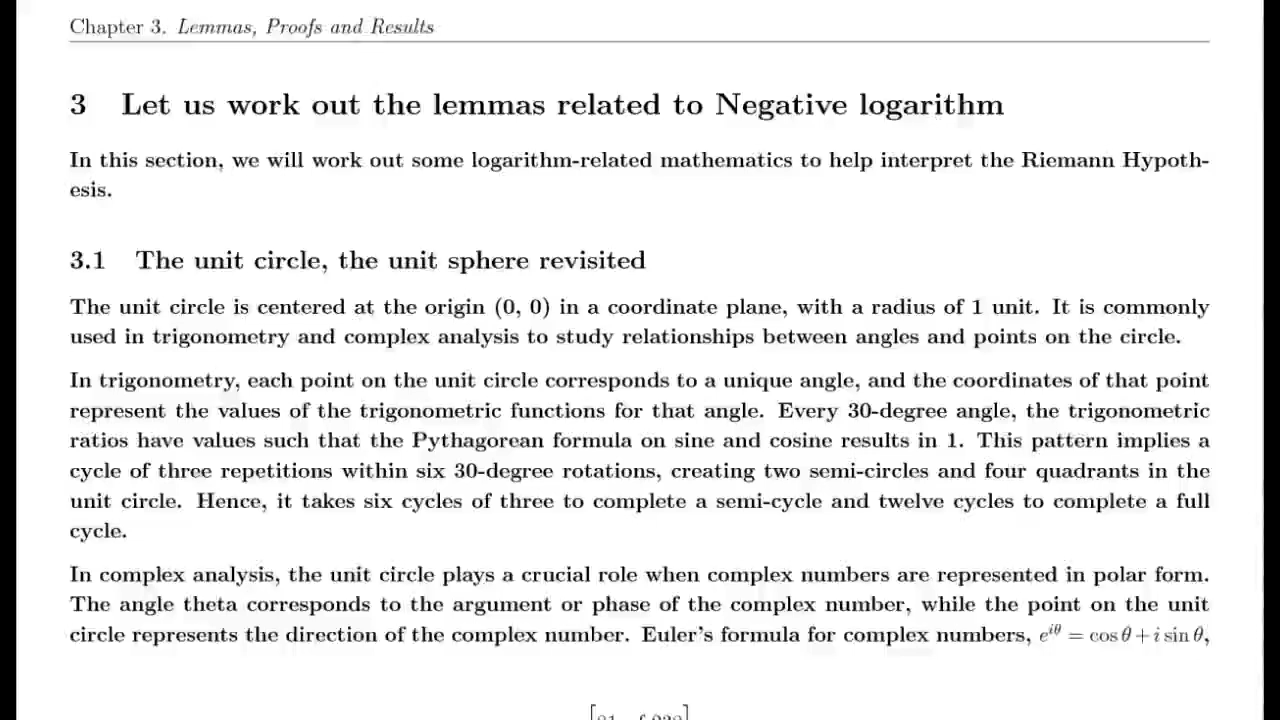 Chapter 3. Lemmas, Proofs and Results
3 Let us work out the lemmas related to Negative logarithm
In this section, we will work out some logarithm-related mathematics to help interpret the Riemann Hypoth-
esis.
3.1 The unit circle, the unit sphere revisited
The unit circle is centered at the origin (0, 0) in a coordinate plane, with a radius of 1 unit. It is commonly
used in trigonometry and complex analysis to study relationships between angles and points on the circle.
In trigonometry, each point on the unit circle corresponds to a unique angle, and the coordinates of that point
represent the values of the trigonometric functions for that angle. Every 30-degree angle, the trigonometric
ratios have values such that the Pythagorean formula on sine and cosine results in 1. This pattern implies a
cycle of three repetitions within six 30-degree rotations, creating two semi-circles and four quadrants in the
unit circle. Hence, it takes six cycles of three to complete a semi-cycle and twelve cycles to complete a full
cycle.
In complex analysis, the unit circle plays a crucial role when complex numbers are represented in polar form.
The angle theta corresponds to the argument or phase of the complex number, while the point on the unit
circle represents the direction of the complex number. Euler's formula for complex numbers, e^{iθ} = cos θ + i sin θ,